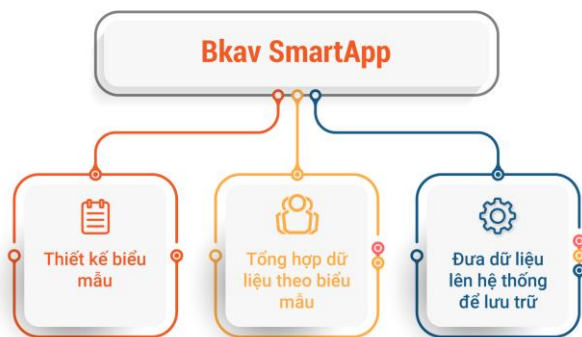 Bkav SmartApp
Thiết kế biểu
mẫu
Tổng hợp dữ
liệu theo biểu
mẫu
Đưa dữ liệu
lên hệ thống
để lưu trữ